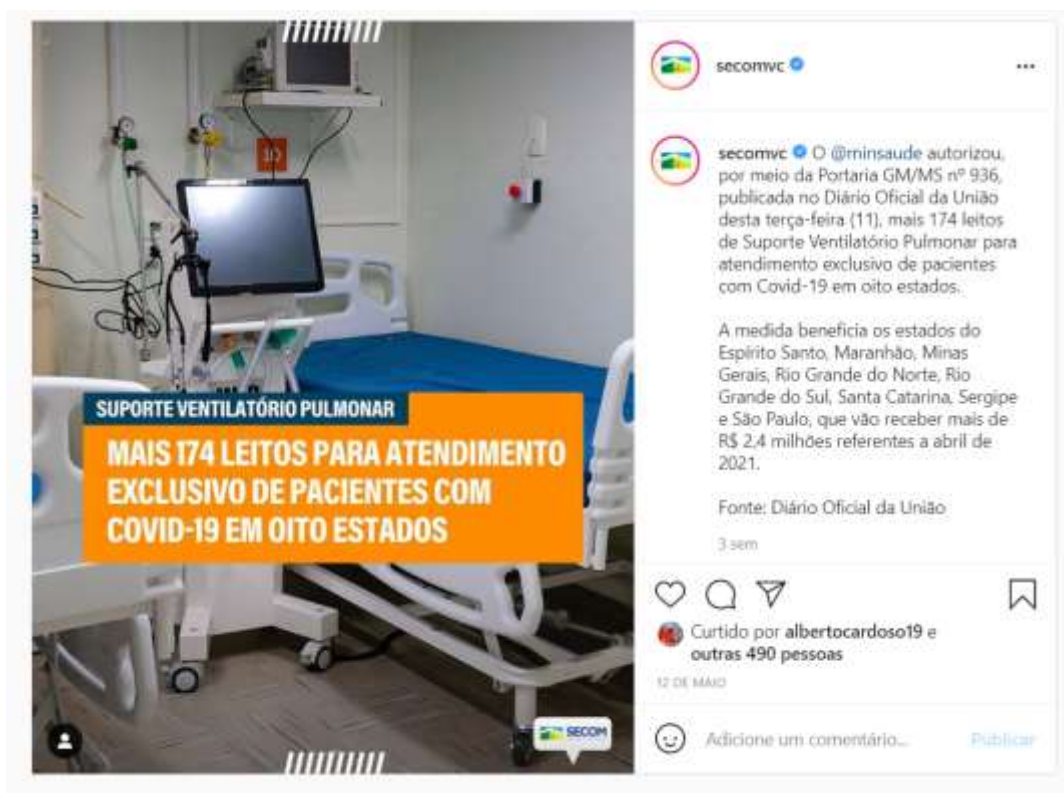 10
SUPORTE VENTILATÓRIO PULMONAR
MAIS 174 LEITOS PARA ATENDIMENTO
EXCLUSIVO DE PACIENTES COM
COVID-19 EM OITO ESTADOS
SECOM
secomvc
secomvc O @minsaude autorizou,
por meio da Portaria GM/MS nº 936,
publicada no Diário Oficial da União
desta terça-feira (11), mais 174 leitos
de Suporte Ventilatório Pulmonar para
atendimento exclusivo de pacientes
com Covid-19 em oito estados.
A medida beneficia os estados do
Espírito Santo, Maranhão, Minas
Gerais, Rio Grande do Norte, Rio
Grande do Sul, Santa Catarina, Sergipe
e São Paulo, que vão receber mais de
R$ 2,4 milhões referentes a abril de
2021.
Fonte: Diário Oficial da União
3 sem
Curtido por albertocardoso19 e
outras 490 pessoas
12 DE MAIO
Adicione um comentário... Publicar